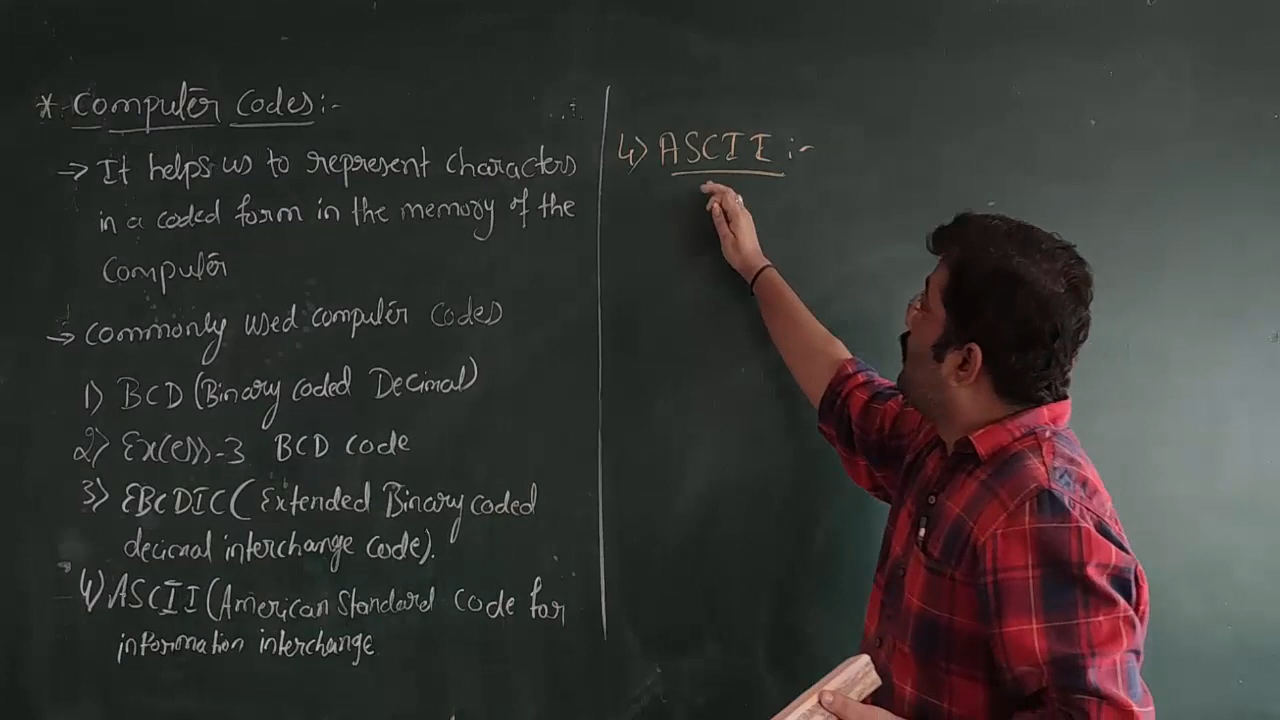 * Computer Codes:-
→ It helps us to represent characters
in a coded form in the memory of the
Computer
→ Commonly used computer codes
1) BCD (Binary coded Decimal)
2) Excess-3 BCD code
3) EBCDIC (Extended Binary coded
decimal interchange code).
4) ASCII (American Standard Code for
information interchange
4) ASCII :-